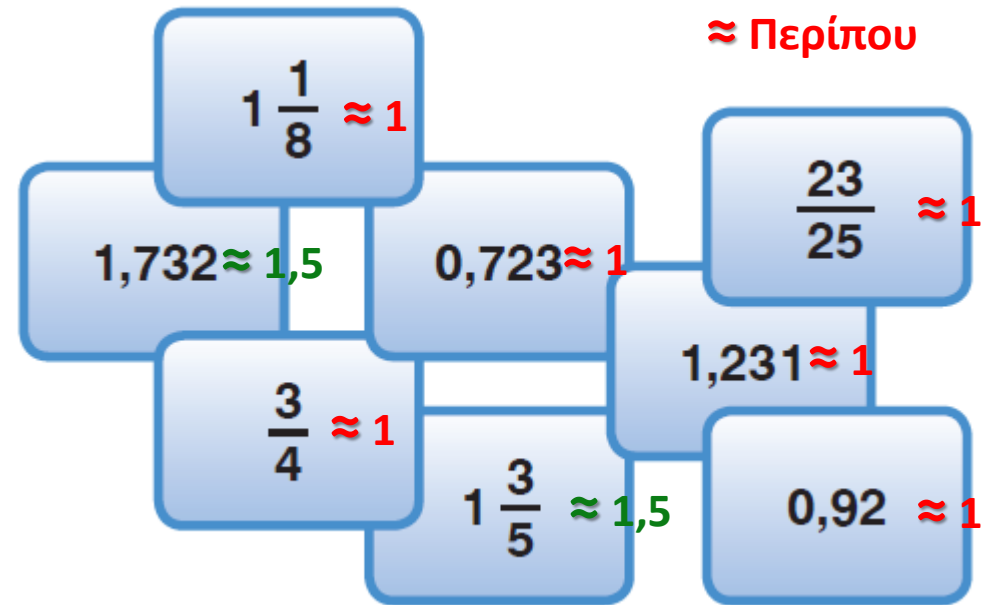 ≈ Περίπου
1 1/8 ≈ 1
23/25 ≈ 1
1,732 ≈ 1,5
0,723 ≈ 1
1,231 ≈ 1
3/4 ≈ 1
1 3/5 ≈ 1,5
0,92 ≈ 1